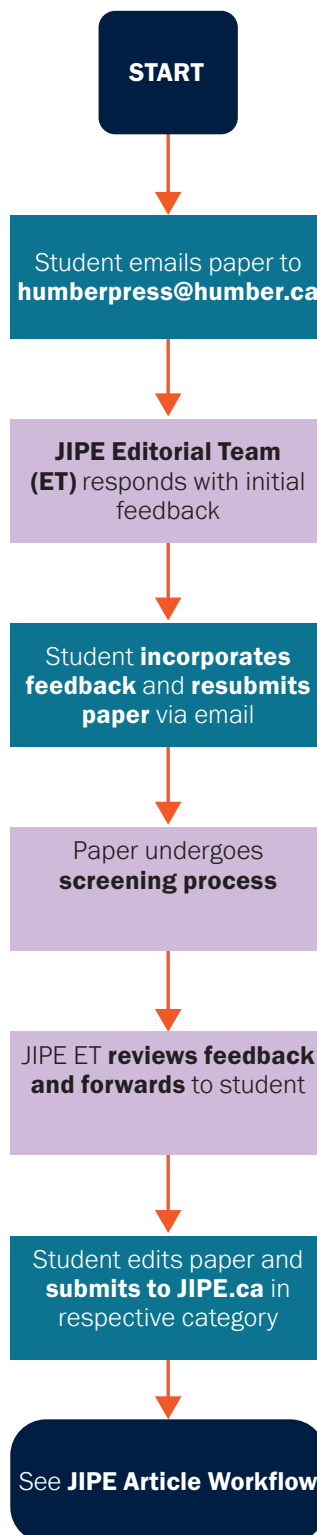 START
Student emails paper to
humberpress@humber.ca
JIPE Editorial Team
(ET) responds with initial
feedback
Student incorporates
feedback and resubmits
paper via email
Paper undergoes
screening process
JIPE ET reviews feedback
and forwards to student
Student edits paper and
submits to JIPE.ca in
respective category
See JIPE Article Workflow